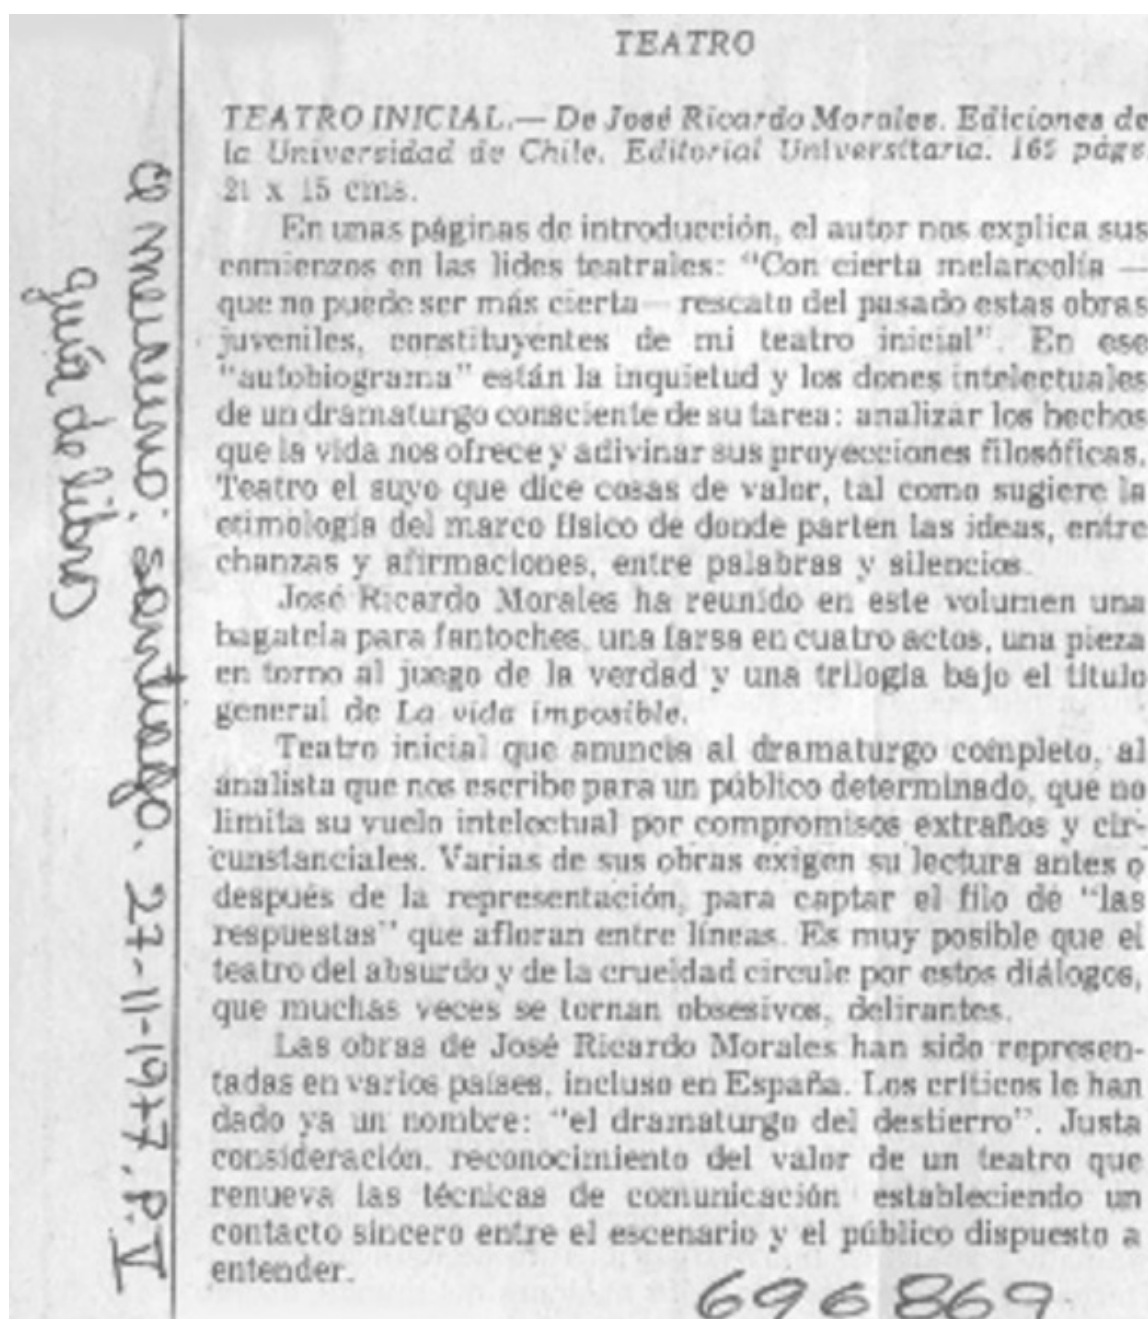 TEATRO
TEATRO INICIAL.— De José Ricardo Morales. Ediciones de
la Universidad de Chile. Editorial Universitaria. 165 págs
21 x 15 cms.
En unas páginas de introducción, el autor nos explica sus
comienzos en las lides teatrales: “Con cierta melancolía —
que no puede ser más cierta— rescato del pasado estas obras
juveniles, constituyentes de mi teatro inicial”. En ese
“autobiograma” están la inquietud y los dones intelectuales
de un dramaturgo consciente de su tarea: analizar los hechos
que la vida nos ofrece y adivinar sus proyecciones filosóficas.
Teatro el suyo que dice cosas de valor, tal como sugiere la
etimología del marco físico de donde parten las ideas, entre
chanzas y afirmaciones, entre palabras y silencios.
José Ricardo Morales ha reunido en este volumen una
bagatela para fantoches, una farsa en cuatro actos, una pieza
en torno al juego de la verdad y una trilogía bajo el título
general de La vida imposible.
Teatro inicial que anuncia al dramaturgo completo, al
analista que nos escribe para un público determinado, que no
limita su vuelo intelectual por compromisos extraños y cir-
cunstanciales. Varias de sus obras exigen su lectura antes o
después de la representación, para captar el filo de “las
respuestas” que afloran entre líneas. Es muy posible que el
teatro del absurdo y de la crueldad circule por estos diálogos,
que muchas veces se tornan obsesivos, delirantes.
Las obras de José Ricardo Morales han sido represen-
tadas en varios países, incluso en España. Los críticos le han
dado ya un nombre: “el dramaturgo del destierro”. Justa
consideración, reconocimiento del valor de un teatro que
renueva las técnicas de comunicación estableciendo un
contacto sincero entre el escenario y el público dispuesto a
entender.
696869
Santiago. 27-11-1977. P. V
guía de libros